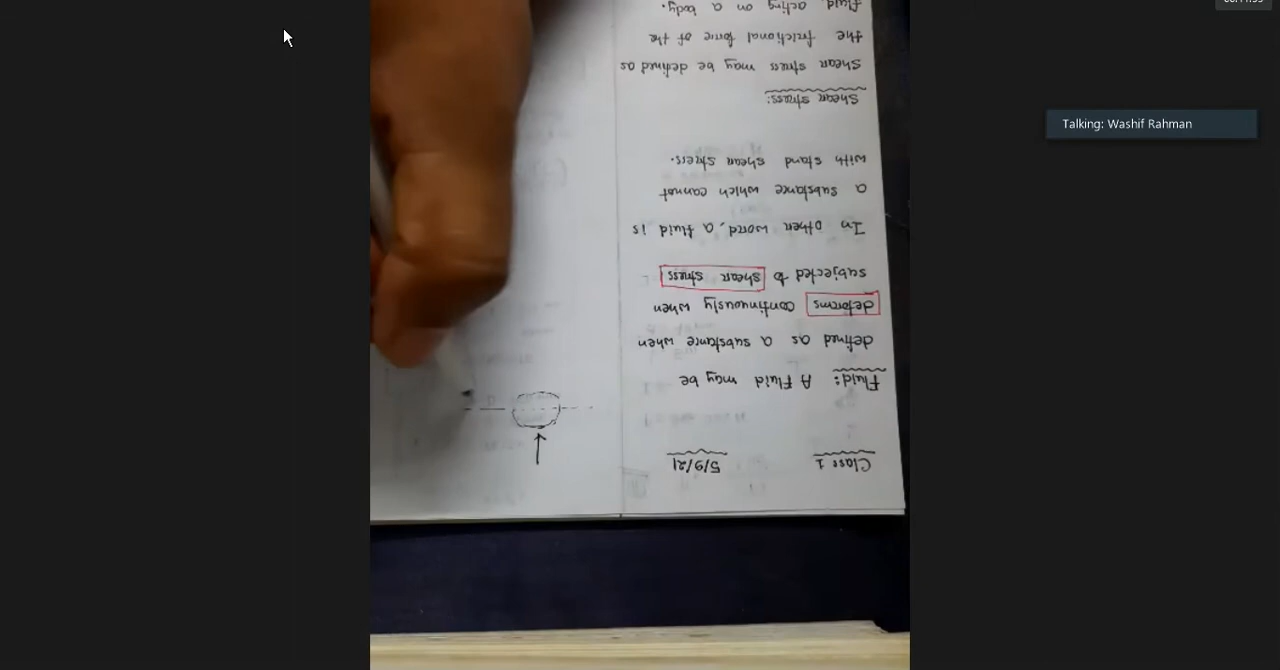 Talking: Washif Rahman
Class 1 5/9/21
Fluid: A Fluid may be
defined as a substance when
deforms continuously when
subjected to shear stress
In other word, a fluid is
a substance which cannot
with stand shear stress.
Shear stress:
Shear stress may be defined as
the frictional force of the
fluid acting on a body.